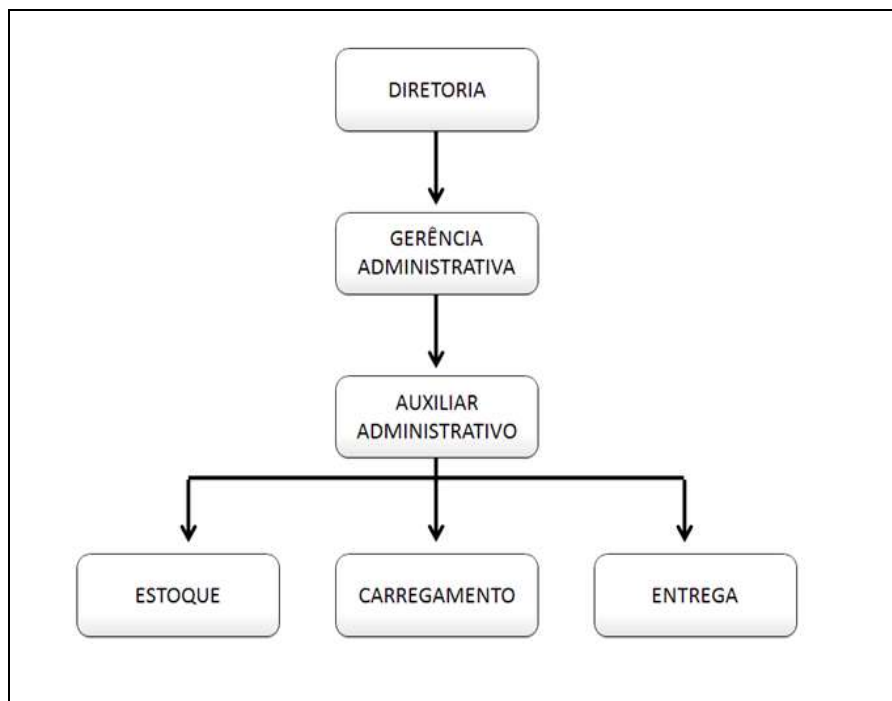 DIRETORIA
GERÊNCIA
ADMINISTRATIVA
AUXILIAR
ADMINISTRATIVO
ESTOQUE
CARREGAMENTO
ENTREGA